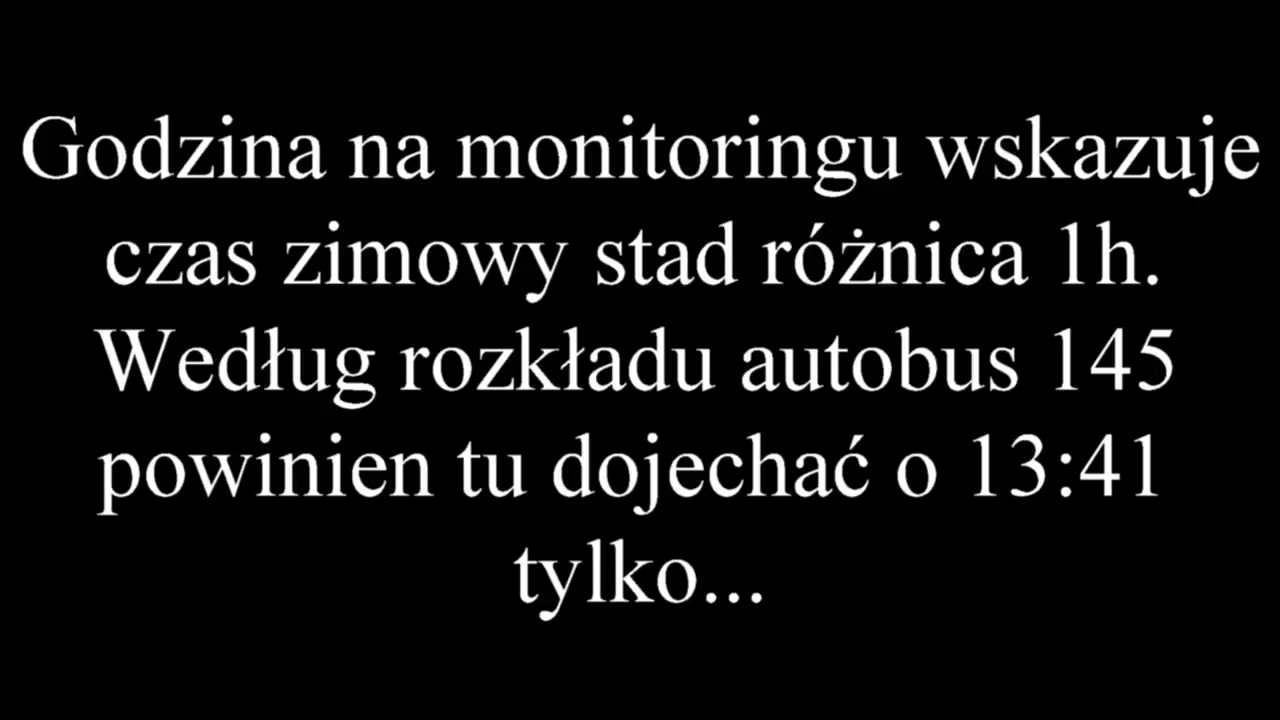 Godzina na monitoringu wskazuje
czas zimowy stad różnica 1h.
Według rozkładu autobus 145
powinien tu dojechać o 13:41
tylko...